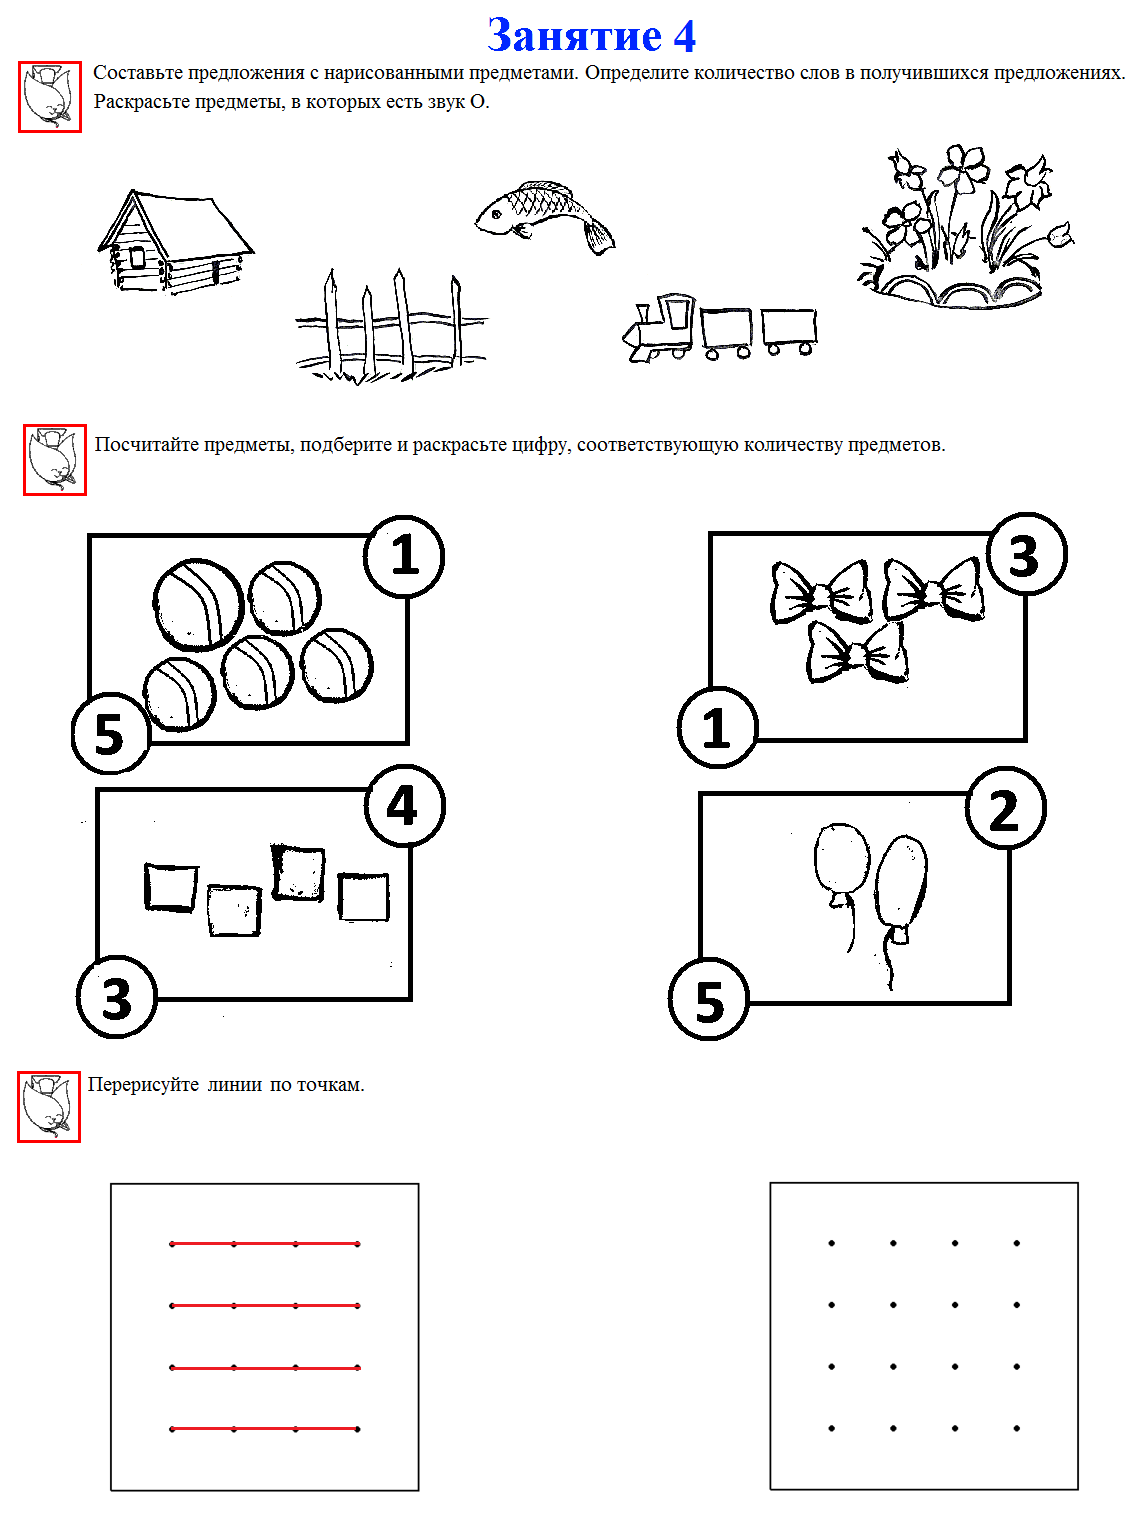 Занятие 4
Составьте предложения с нарисованными предметами. Определите количество слов в получившихся предложениях.
Раскрасьте предметы, в которых есть звук О.
Посчитайте предметы, подберите и раскрасьте цифру, соответствующую количеству предметов.
1
5
3
1
4
3
2
5
Перерисуйте линии по точкам.